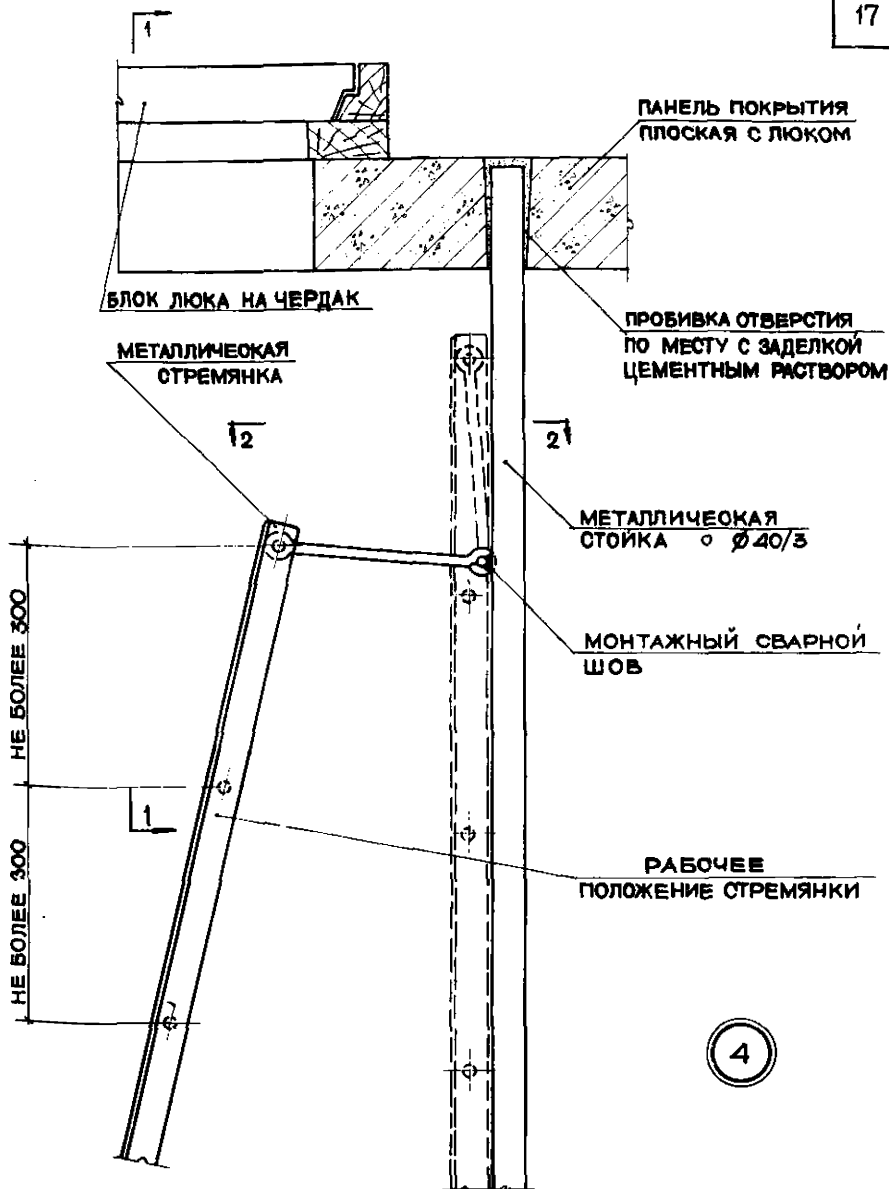 17
1
ПАНЕЛЬ ПОКРЫТИЯ
ПЛОСКАЯ С ЛЮКОМ
БЛОК ЛЮКА НА ЧЕРДАК
ПРОБИВКА ОТВЕРСТИЯ
ПО МЕСТУ С ЗАДЕЛКОЙ
ЦЕМЕНТНЫМ РАСТВОРОМ
МЕТАЛЛИЧЕСКАЯ
СТРЕМЯНКА
2
2
МЕТАЛЛИЧЕСКАЯ
СТОЙКА ○ Ø 40/3
НЕ БОЛЕЕ 300
МОНТАЖНЫЙ СВАРНОЙ
ШОВ
1
НЕ БОЛЕЕ 300
РАБОЧЕЕ
ПОЛОЖЕНИЕ СТРЕМЯНКИ
4